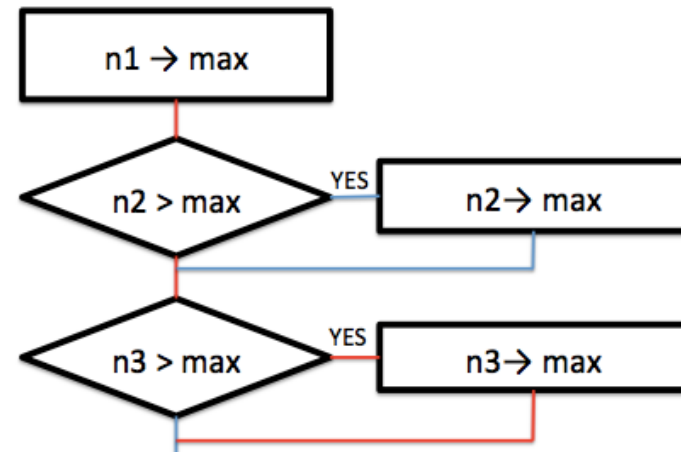 n1 → max
n2 > max
YES
n2→ max
n3 > max
YES
n3→ max